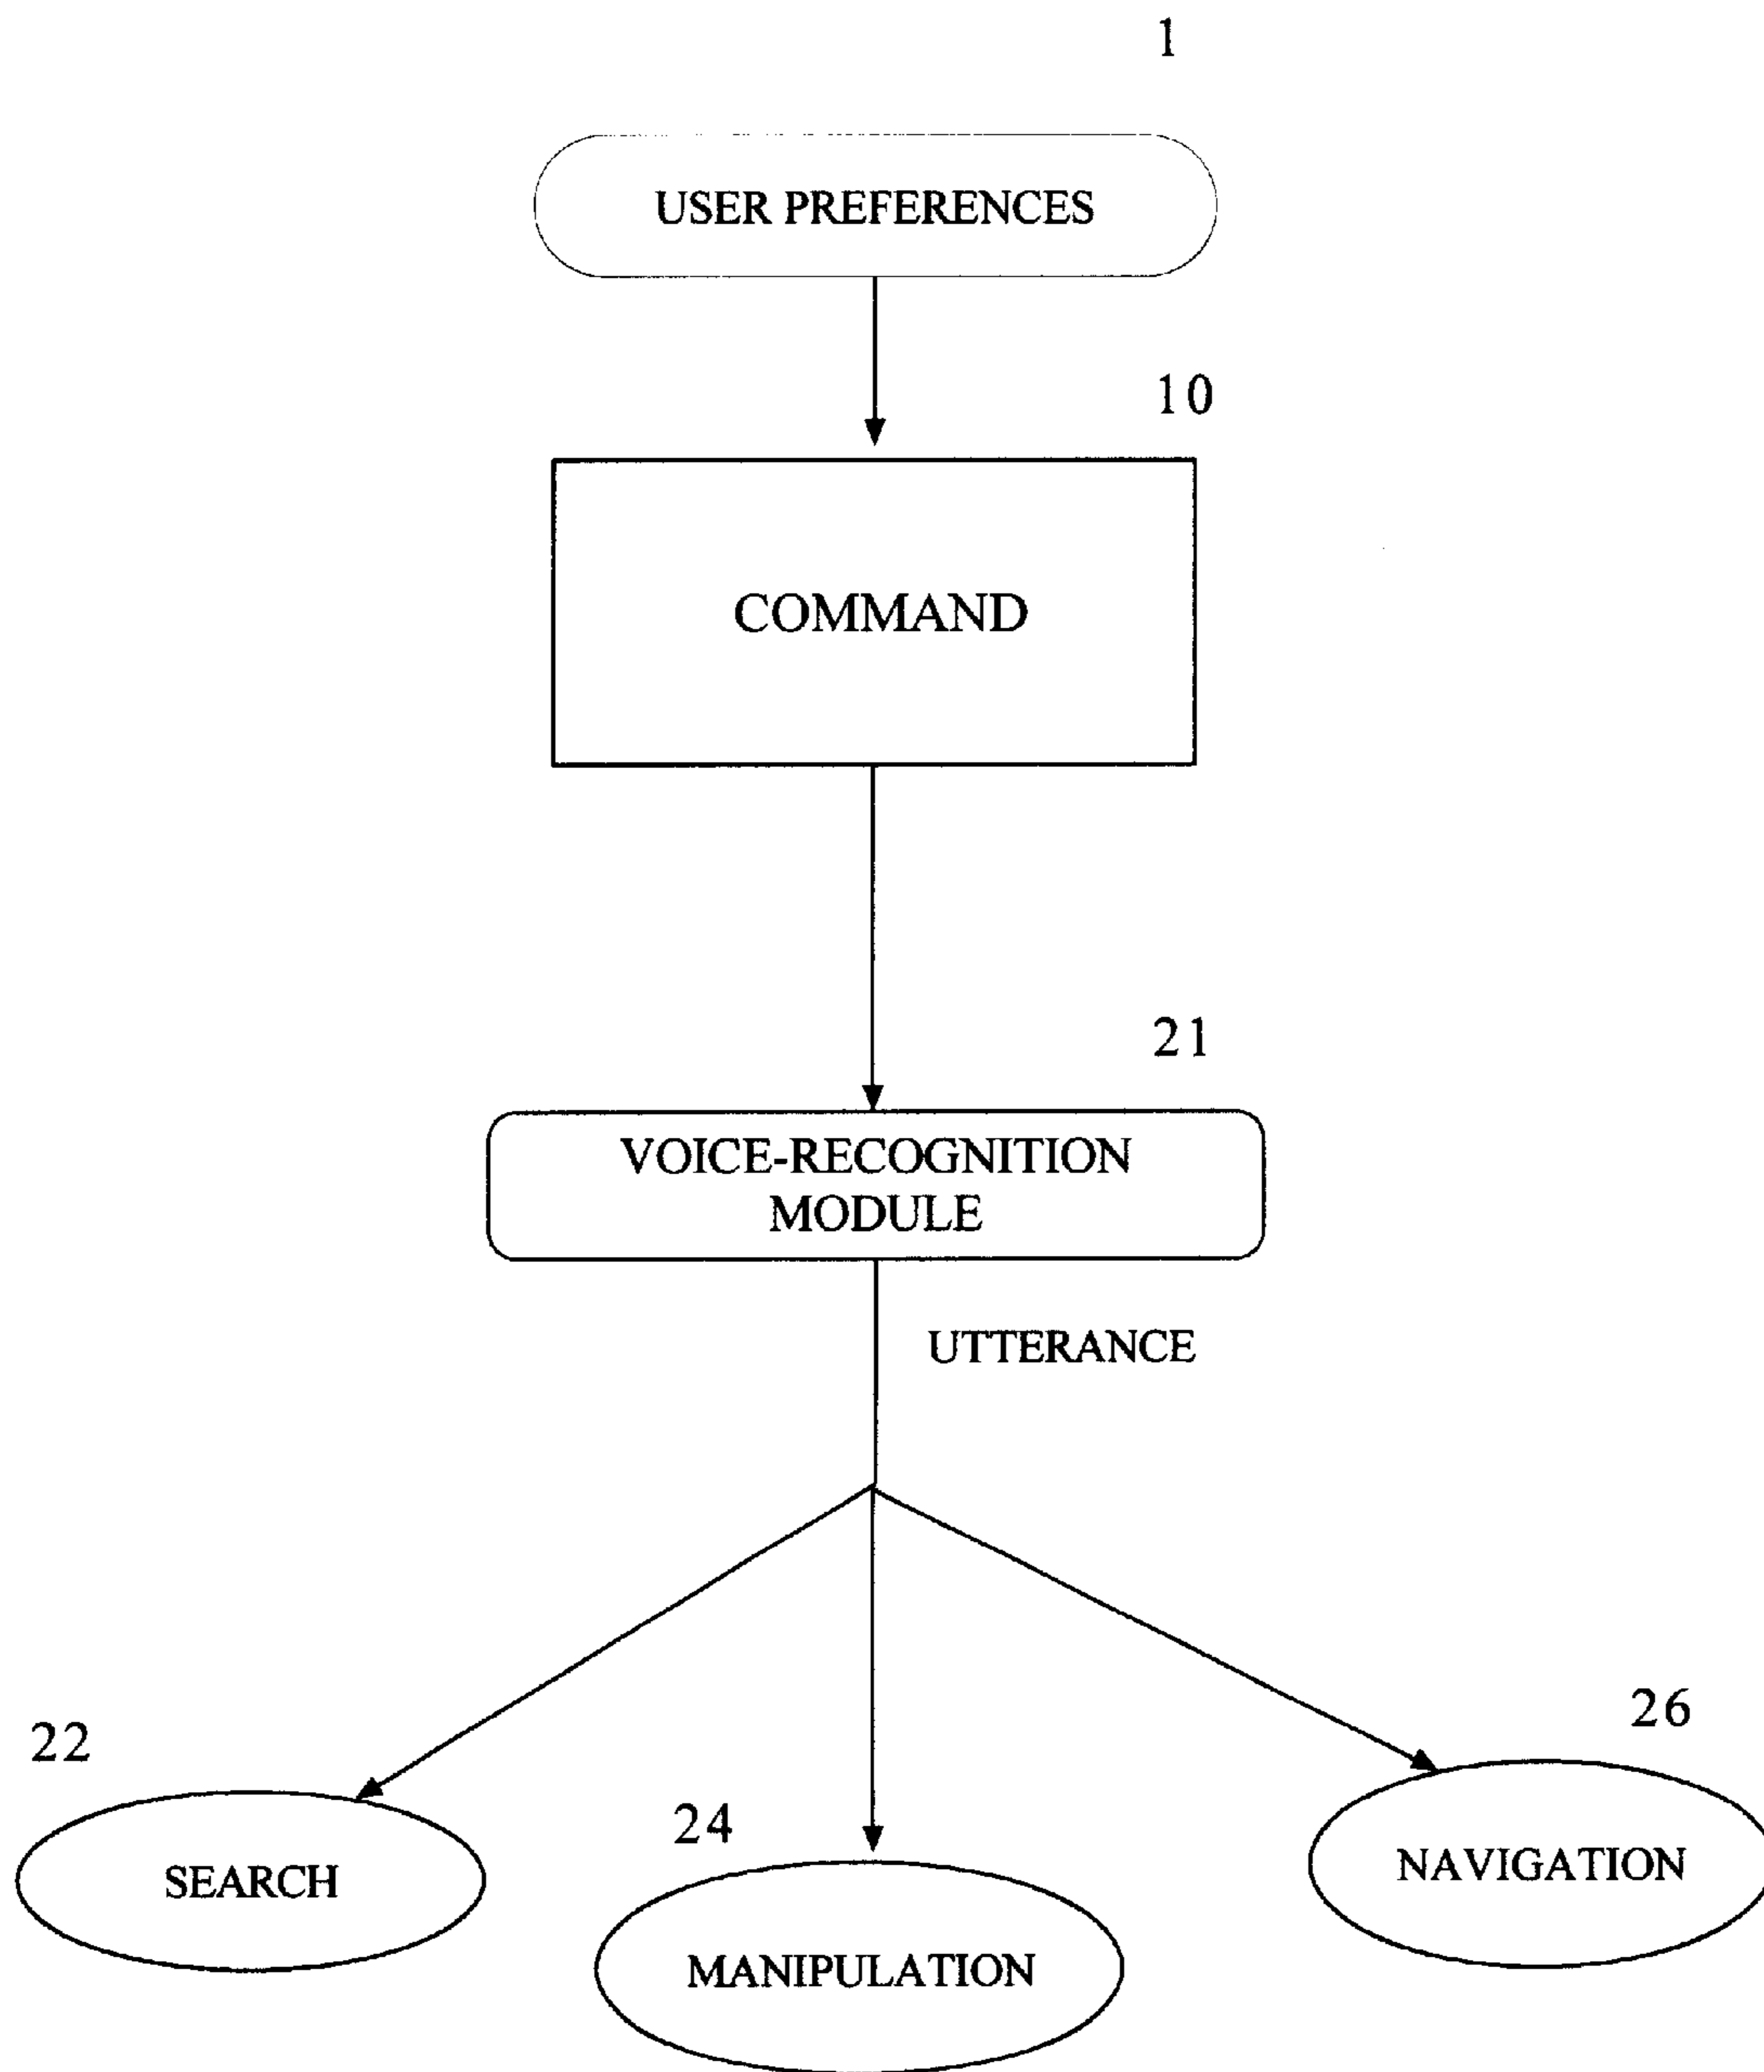 1
USER PREFERENCES
10
COMMAND
21
VOICE-RECOGNITION
MODULE
UTTERANCE
22
SEARCH
24
MANIPULATION
26
NAVIGATION